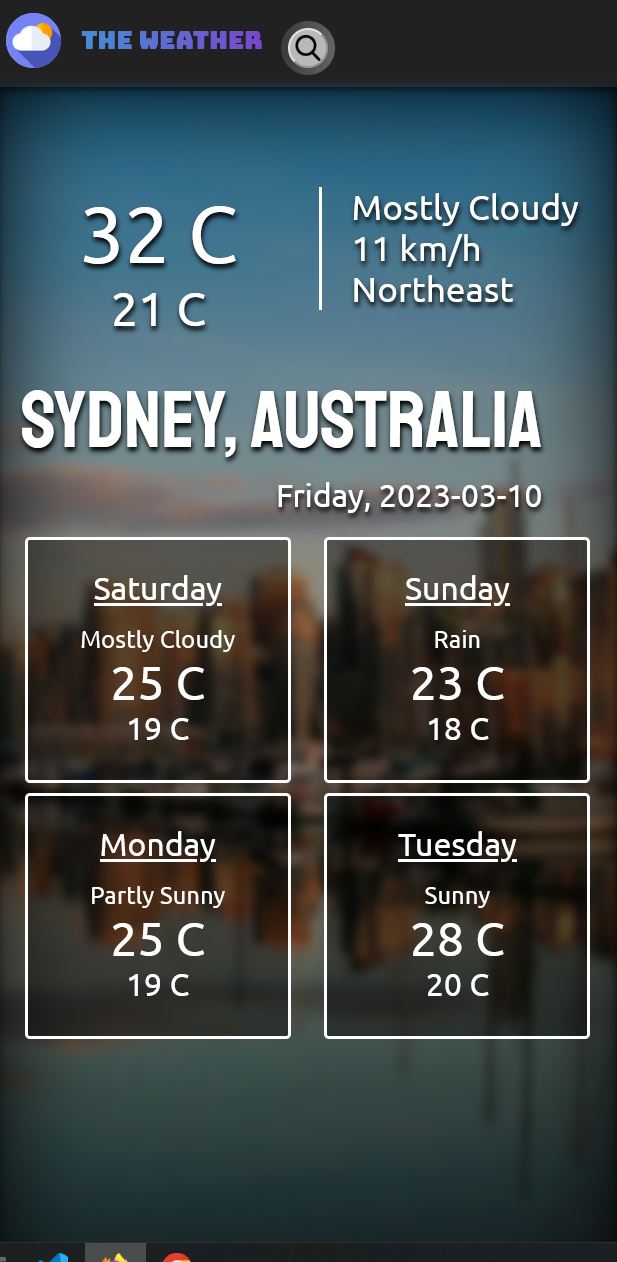 THE WEATHER
32 C
21 C
Mostly Cloudy
11 km/h
Northeast
SYDNEY, AUSTRALIA
Friday, 2023-03-10
Saturday
Mostly Cloudy
25 C
19 C
Sunday
Rain
23 C
18 C
Monday
Partly Sunny
25 C
19 C
Tuesday
Sunny
28 C
20 C